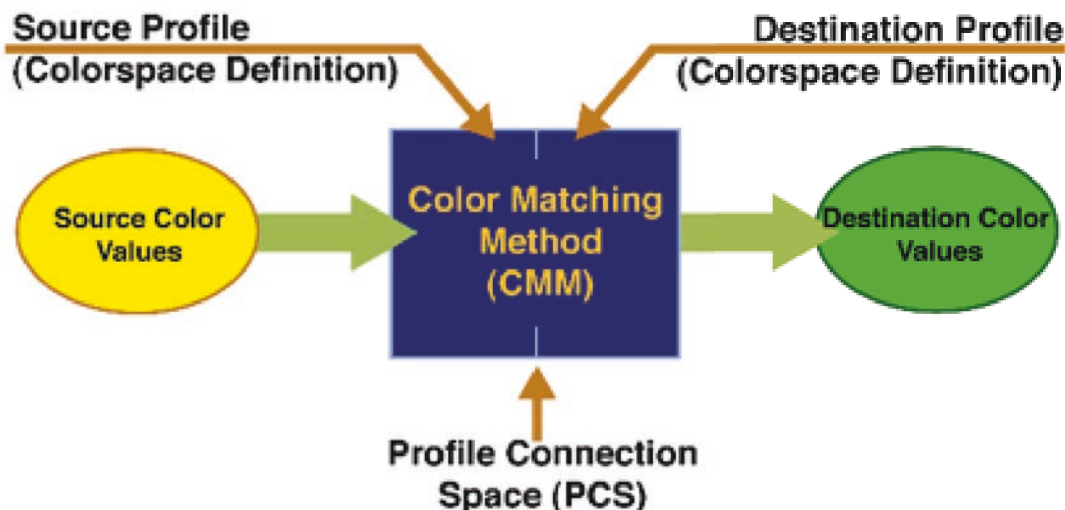 Source Profile
(Colorspace Definition)
Destination Profile
(Colorspace Definition)
Source Color
Values
Color Matching
Method
(CMM)
Destination Color
Values
Profile Connection
Space (PCS)